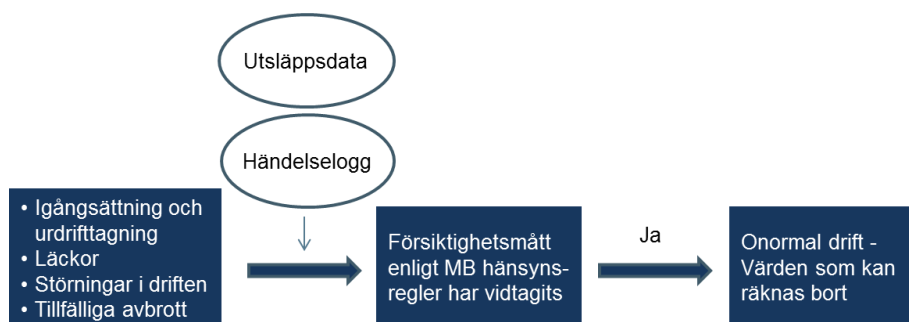 Utsläppsdata
Händelselogg
• Igångsättning och
urdrifttagning
• Läckor
• Störningar i driften
• Tillfälliga avbrott
Försiktighetsmått
enligt MB hänsyns-
regler har vidtagits
Ja
Onormal drift -
Värden som kan
räknas bort